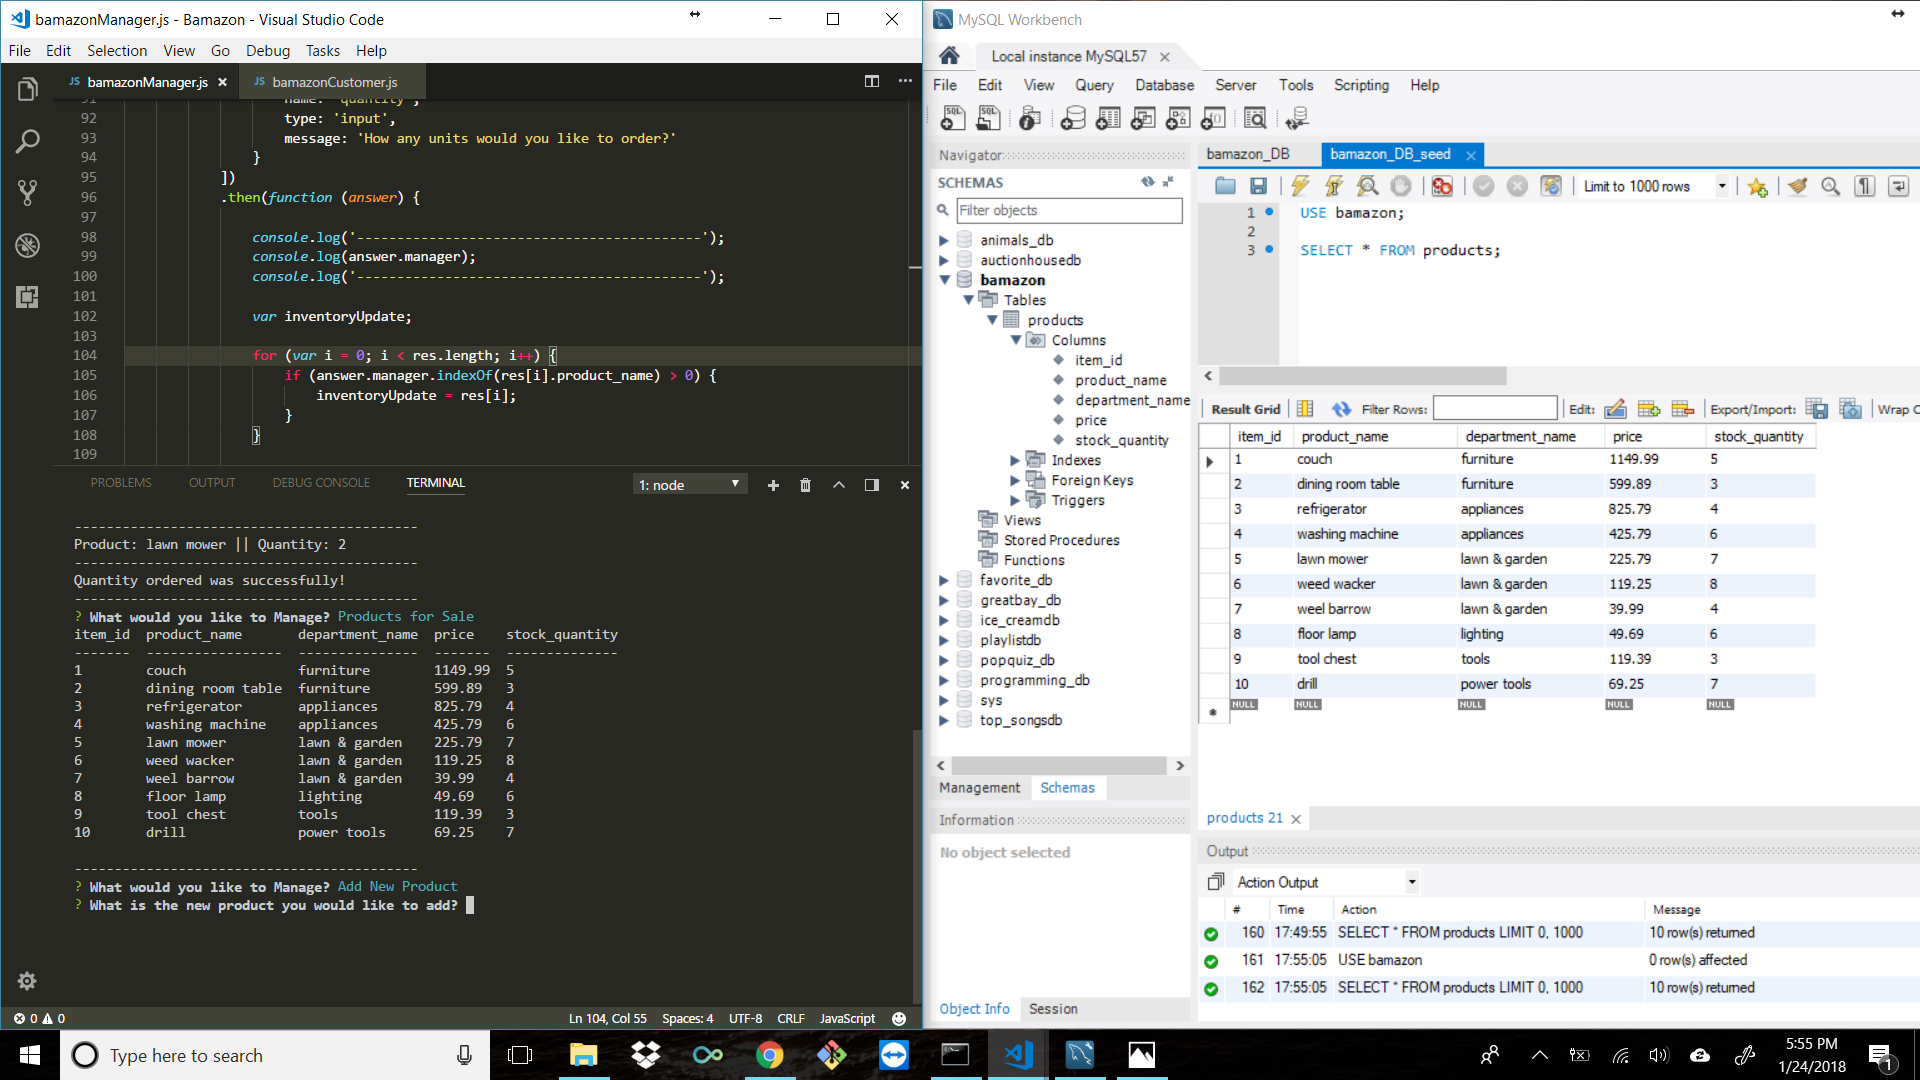 bamazonManager.js - Bamazon - Visual Studio Code
File Edit Selection View Go Debug Tasks Help
JS bamazonManager.js × JS bamazonCustomer.js
91 name: 'quantity',
92 type: 'input',
93 message: 'How any units would you like to order?'
94 }
95 ])
96 .then(function (answer) {
97
98 console.log('-------------------------------------------');
99 console.log(answer.manager);
100 console.log('-------------------------------------------');
101
102 var inventoryUpdate;
103
104 for (var i = 0; i < res.length; i++) {
105 if (answer.manager.indexOf(res[i].product_name) > 0) {
106 inventoryUpdate = res[i];
107 }
108 }
109
PROBLEMS OUTPUT DEBUG CONSOLE TERMINAL 1: node
-------------------------------------------
Product: lawn mower || Quantity: 2
-------------------------------------------
Quantity ordered was successfully!
-------------------------------------------
? What would you like to Manage? Products for Sale
item_id product_name department_name price stock_quantity
------- ----------------- --------------- ------- --------------
1 couch furniture 1149.99 5
2 dining room table furniture 599.89 3
3 refrigerator appliances 825.79 4
4 washing machine appliances 425.79 6
5 lawn mower lawn & garden 225.79 7
6 weed wacker lawn & garden 119.25 8
7 weel barrow lawn & garden 39.99 4
8 floor lamp lighting 49.69 6
9 tool chest tools 119.39 3
10 drill power tools 69.25 7
-------------------------------------------
? What would you like to Manage? Add New Product
? What is the new product you would like to add?
0 0 Ln 104, Col 55 Spaces: 4 UTF-8 CRLF JavaScript
MySQL Workbench
Local instance MySQL57
File Edit View Query Database Server Tools Scripting Help
Navigator
SCHEMAS
Filter objects
animals_db
auctionhousedb
bamazon
Tables
products
Columns
item_id
product_name
department_name
price
stock_quantity
Indexes
Foreign Keys
Triggers
Views
Stored Procedures
Functions
favorite_db
greatbay_db
ice_creamdb
playlistdb
popquiz_db
programming_db
sys
top_songsdb
Management Schemas
Information
No object selected
Object Info Session
bamazon_DB bamazon_DB_seed
Limit to 1000 rows
1 USE bamazon;
2
3 SELECT * FROM products;
Result Grid Filter Rows: Edit: Export/Import: Wrap C
item_id product_name department_name price stock_quantity
1 couch furniture 1149.99 5
2 dining room table furniture 599.89 3
3 refrigerator appliances 825.79 4
4 washing machine appliances 425.79 6
5 lawn mower lawn & garden 225.79 7
6 weed wacker lawn & garden 119.25 8
7 weel barrow lawn & garden 39.99 4
8 floor lamp lighting 49.69 6
9 tool chest tools 119.39 3
10 drill power tools 69.25 7
NULL NULL NULL NULL NULL
products 21
Output
Action Output
# Time Action Message
160 17:49:55 SELECT * FROM products LIMIT 0, 1000 10 row(s) returned
161 17:55:05 USE bamazon 0 row(s) affected
162 17:55:05 SELECT * FROM products LIMIT 0, 1000 10 row(s) returned
Type here to search
5:55 PM
1/24/2018
1